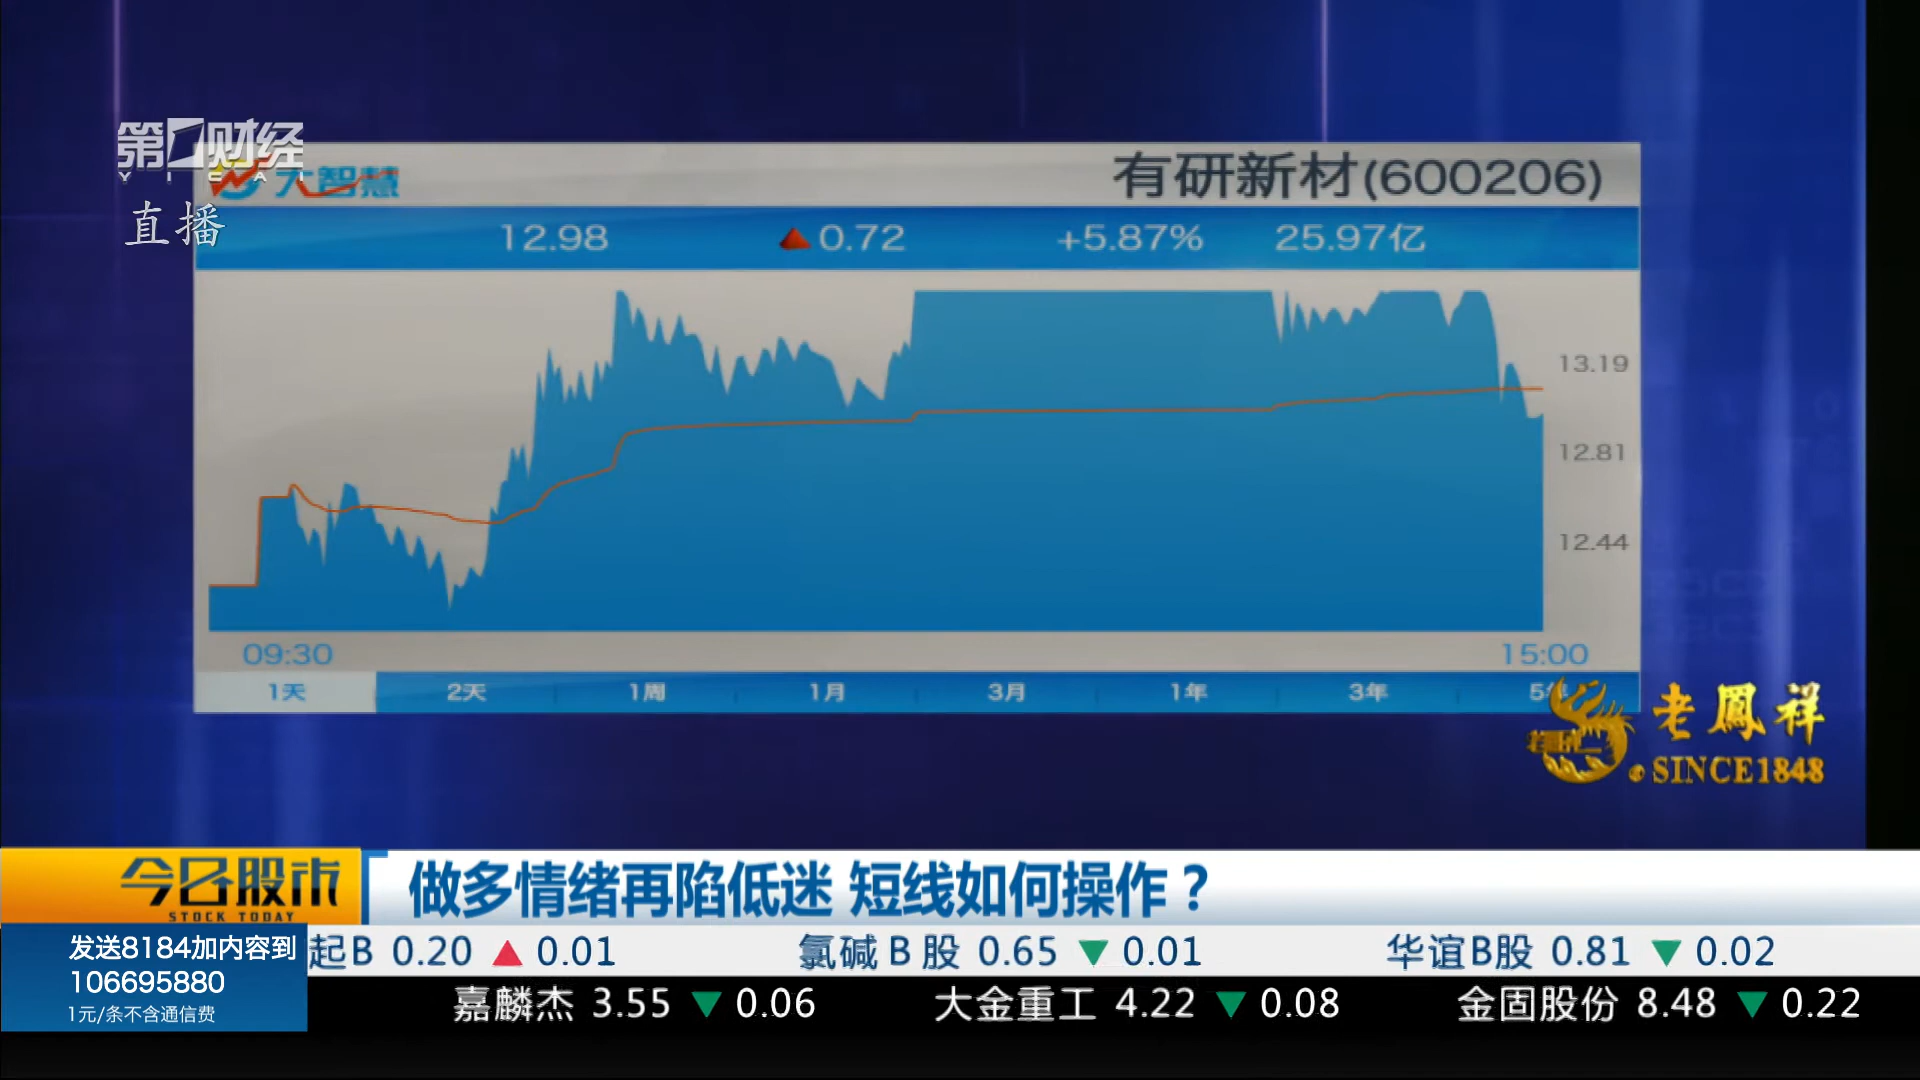 第一财经
YICAI
大智慧
直播
有研新材(600206)
12.98 ▲0.72 +5.87% 25.97亿
13.19
12.81
12.44
09:30 15:00
1天 2天 1周 1月 3月 1年 3年 5年
老鳳祥
SINCE1848
今日股市
STOCK TODAY
做多情绪再陷低迷 短线如何操作？
发送8184加内容到
106695880
1元/条不含通信费
起B 0.20 ▲ 0.01 氯碱B股 0.65 ▼ 0.01 华谊B股 0.81 ▼ 0.02
嘉麟杰 3.55 ▼ 0.06 大金重工 4.22 ▼ 0.08 金固股份 8.48 ▼ 0.22